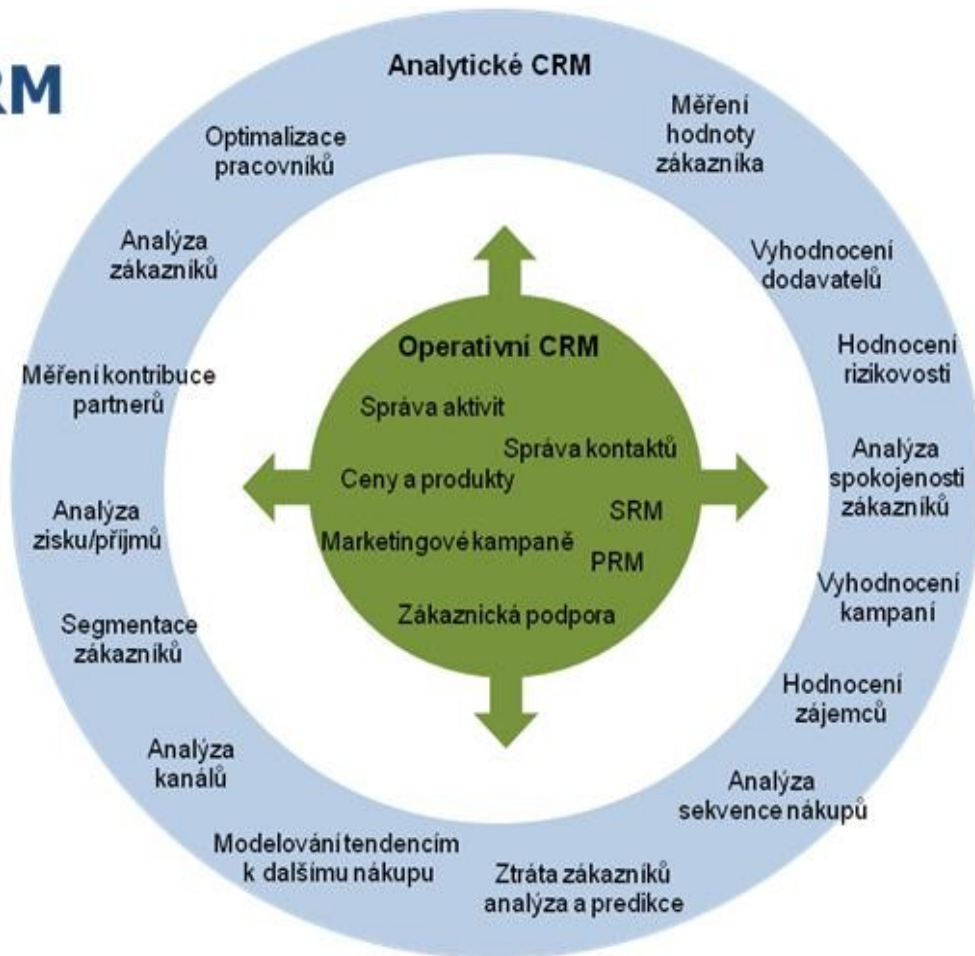 RM
Analytické CRM
Měření
hodnoty
zákazníka
Vyhodnocení
dodavatelů
Hodnocení
rizikovosti
Analýza
spokojenosti
zákazníků
Vyhodnocení
kampaní
Hodnocení
zájemců
Analýza
sekvence nákupů
Ztráta zákazníků
analýza a predikce
Modelování tendencím
k dalšímu nákupu
Analýza
kanálů
Segmentace
zákazníků
Analýza
zisku/příjmů
Měření kontribuce
partnerů
Analýza
zákazníků
Optimalizace
pracovníků
Operativní CRM
Správa aktivit
Správa kontaktů
Ceny a produkty
SRM
Marketingové kampaně
PRM
Zákaznická podpora